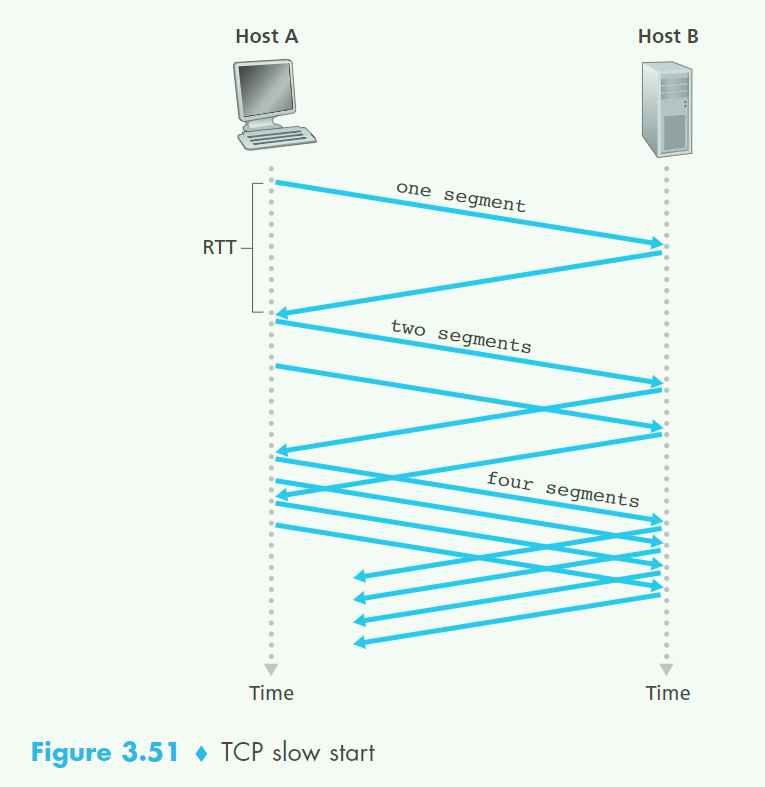 Host A
Host B
one segment
RTT
two segments
four segments
Time
Time
Figure 3.51 ♦ TCP slow start